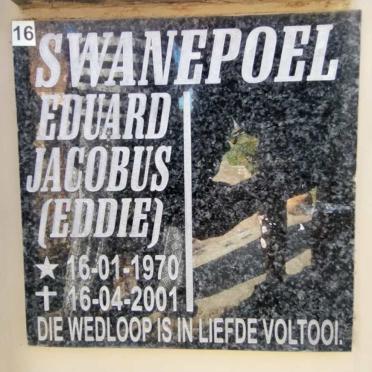 16
SWANEPOEL
EDUARD
JACOBUS
(EDDIE)
★ 16-01-1970
✝ 16-04-2001
DIE WEDLOOP IS IN LIEFDE VOLTOOI.